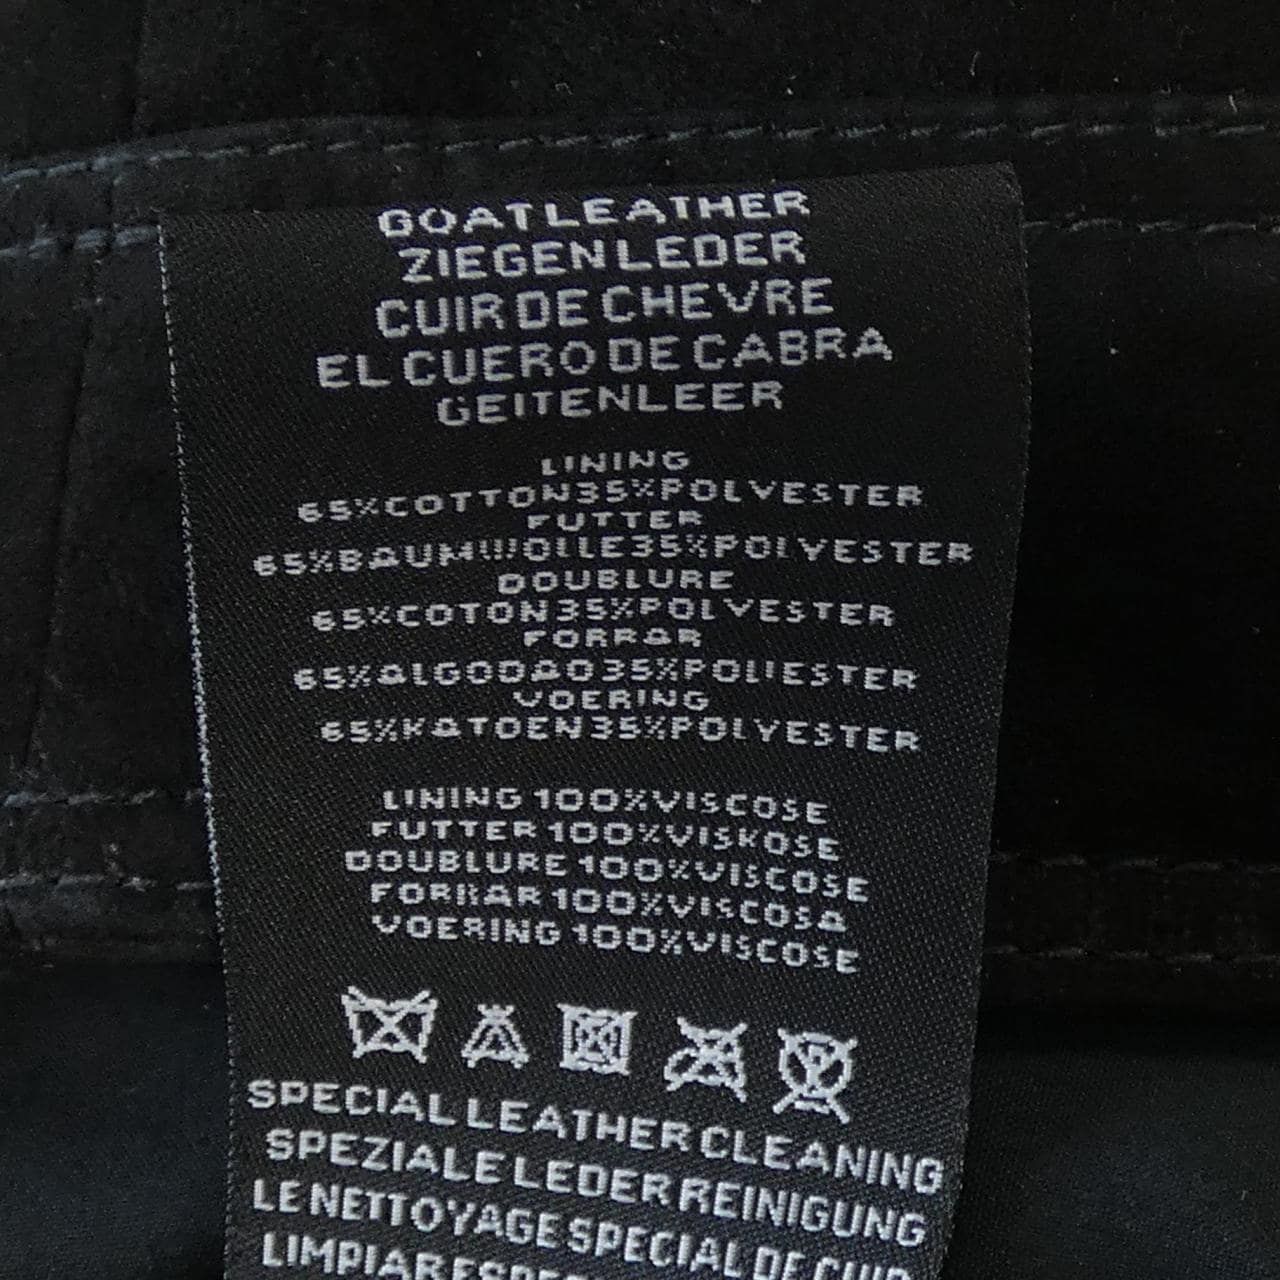 GOATLEATHER
ZIEGENLEDER
CUIR DE CHEVRE
EL CUERO DE CABRA
GEITENLEER
LINING
65%COTTON35%POLYESTER
FUTTER
65%BAUMWOLLE35%POLYESTER
DOUBLURE
65%COTON35%POLYESTER
FORRAR
65%ALGODAO35%POLIESTER
VOERING
65%KATOEN35%POLYESTER
LINING 100%VISCOSE
FUTTER 100%VISKOSE
DOUBLURE 100%VISCOSE
FORRAR 100%VISCOSA
VOERING 100%VISCOSE
SPECIAL LEATHER CLEANING
SPEZIALE LEDER REINIGUNG
LE NETTOYAGE SPECIAL DE CUIR
LIMPIAR